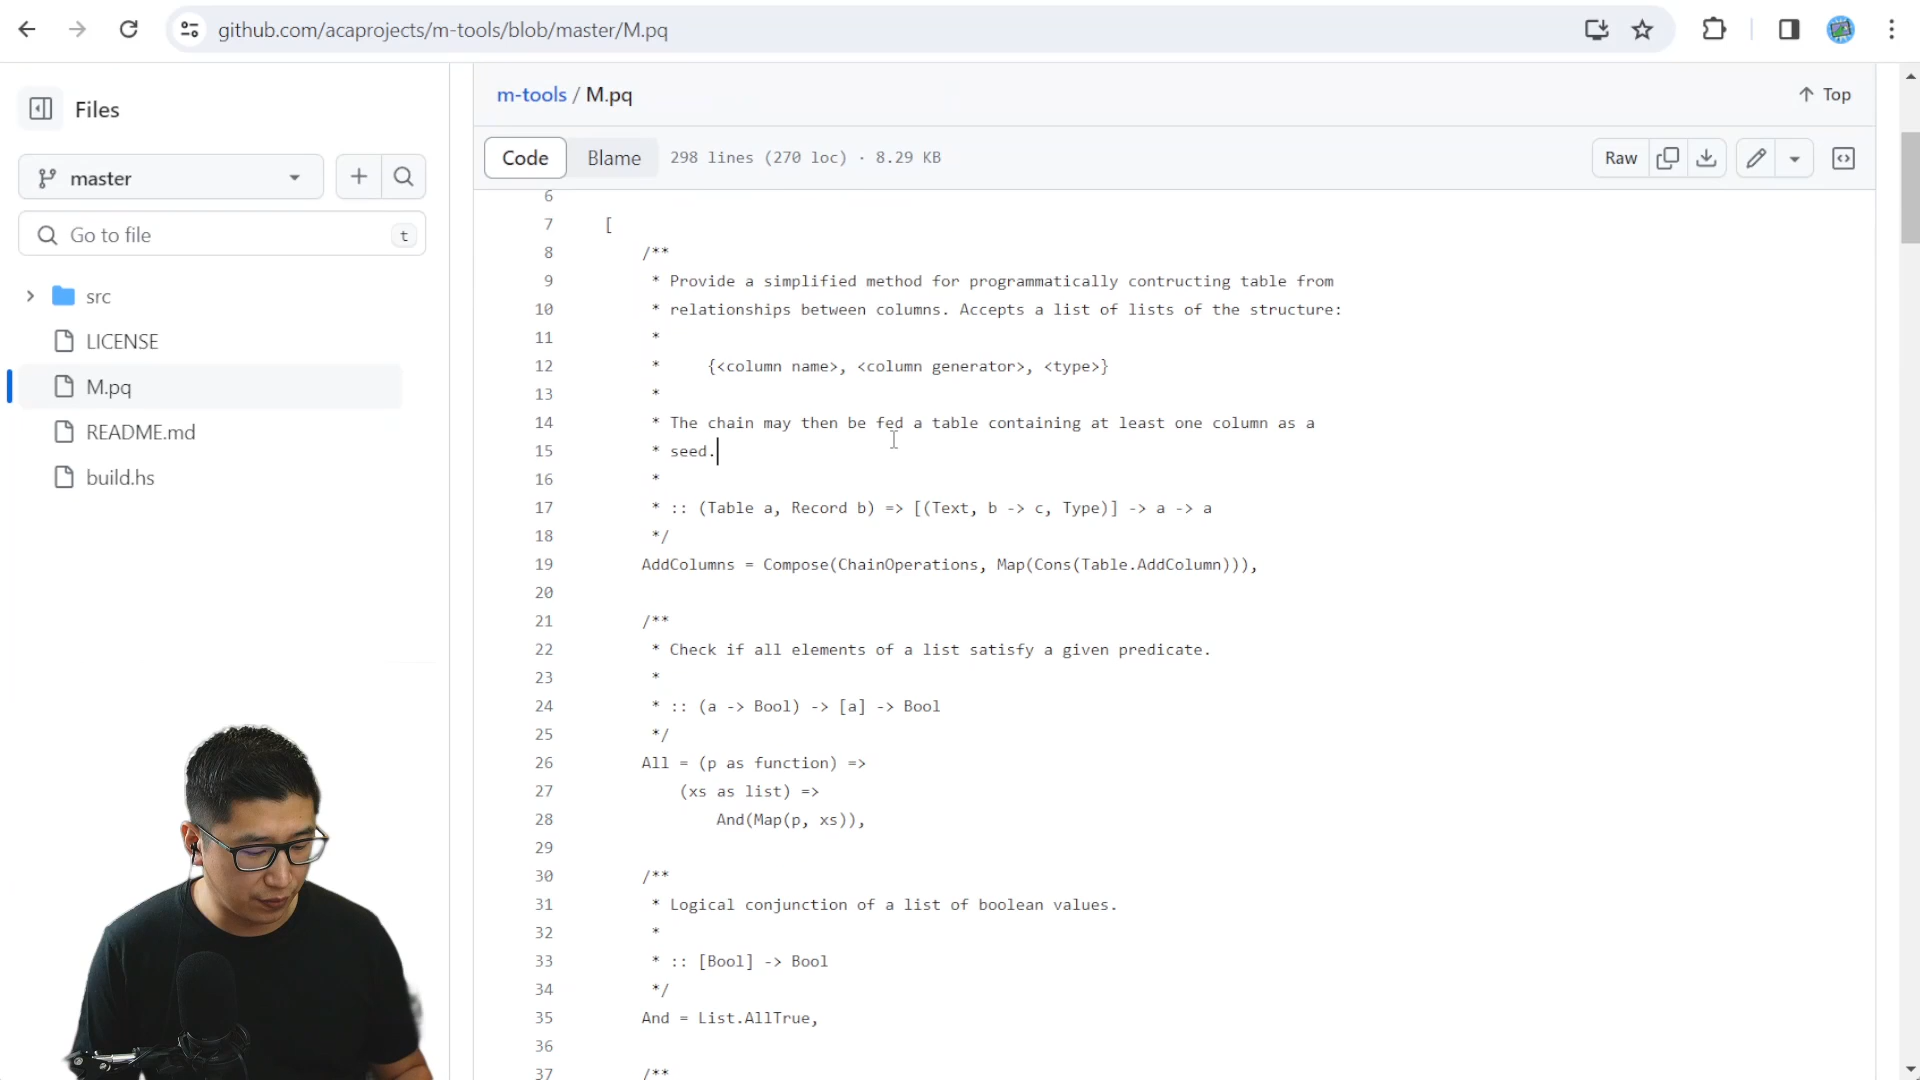 github.com/acaprojects/m-tools/blob/master/M.pq
Files
master
Go to file
t
src
LICENSE
M.pq
README.md
build.hs
m-tools / M.pq
Top
Code
Blame
298 lines (270 loc) · 8.29 KB
Raw
6
7 [
8 /**
9 * Provide a simplified method for programmatically contructing table from
10 * relationships between columns. Accepts a list of lists of the structure:
11 *
12 * {<column name>, <column generator>, <type>}
13 *
14 * The chain may then be fed a table containing at least one column as a
15 * seed.
16 *
17 * :: (Table a, Record b) => [(Text, b -> c, Type)] -> a -> a
18 */
19 AddColumns = Compose(ChainOperations, Map(Cons(Table.AddColumn))),
20
21 /**
22 * Check if all elements of a list satisfy a given predicate.
23 *
24 * :: (a -> Bool) -> [a] -> Bool
25 */
26 All = (p as function) =>
27 (xs as list) =>
28 And(Map(p, xs)),
29
30 /**
31 * Logical conjunction of a list of boolean values.
32 *
33 * :: [Bool] -> Bool
34 */
35 And = List.AllTrue,
36
37 /**